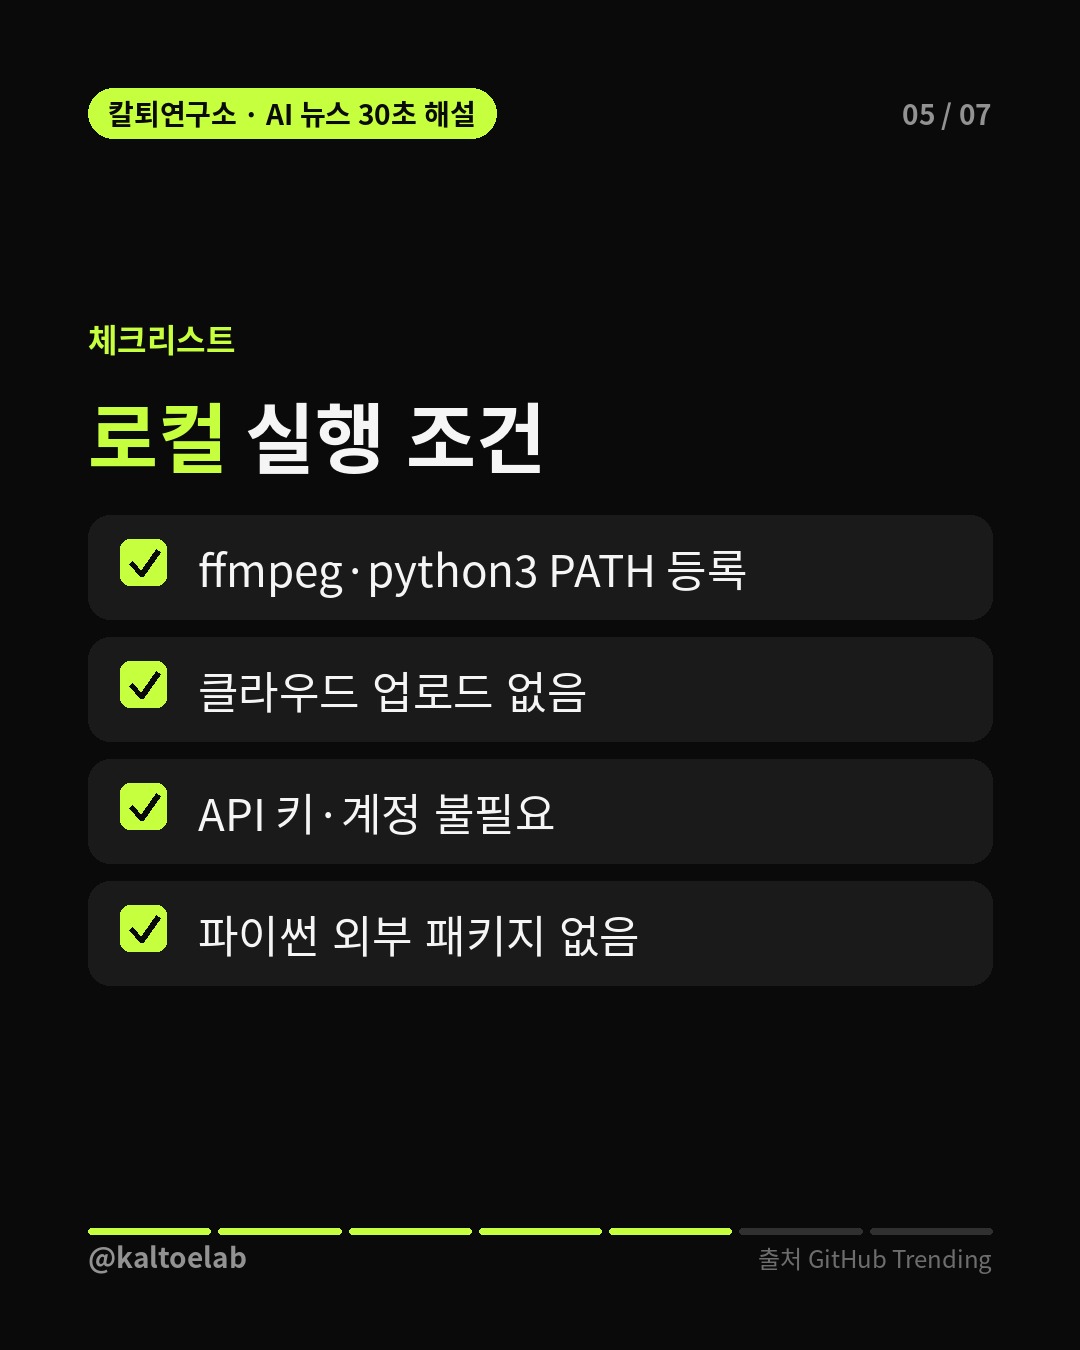 칼퇴연구소 · AI 뉴스 30초 해설
05 / 07
체크리스트
로컬 실행 조건
ffmpeg·python3 PATH 등록
클라우드 업로드 없음
API 키·계정 불필요
파이썬 외부 패키지 없음
@kaltoelab
출처 GitHub Trending